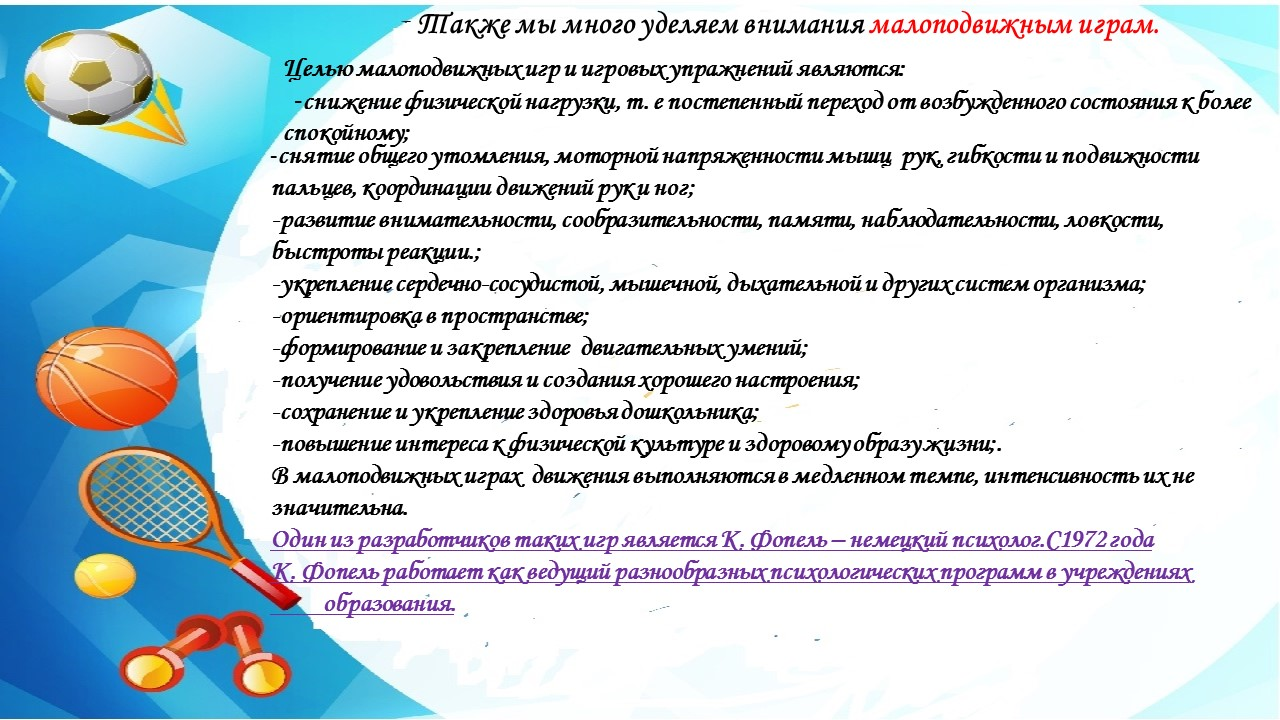 - Также мы много уделяем внимания малоподвижным играм.
Целью малоподвижных игр и игровых упражнений являются:
-снижение физической нагрузки, т. е постепенный переход от возбужденного состояния к более
спокойному;
-снятие общего утомления, моторной напряженности мышц рук, гибкости и подвижности
пальцев, координации движений рук и ног;
-развитие внимательности, сообразительности, памяти, наблюдательности, ловкости,
быстроты реакции.;
-укрепление сердечно-сосудистой, мышечной, дыхательной и других систем организма;
-ориентировка в пространстве;
-формирование и закрепление двигательных умений;
-получение удовольствия и создания хорошего настроения;
-сохранение и укрепление здоровья дошкольника;
-повышение интереса к физической культуре и здоровому образу жизни;.
В малоподвижных играх движения выполняются в медленном темпе, интенсивность их не
значительна.
Один из разработчиков таких игр является К. Фопель – немецкий психолог.С1972 года
К. Фопель работает как ведущий разнообразных психологических программ в учреждениях
образования.